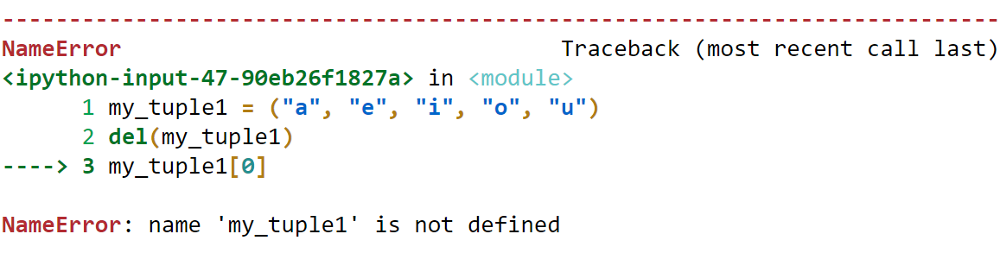 ---------------------------------------------------------------------------
NameError                                 Traceback (most recent call last)
<ipython-input-47-90eb26f1827a> in <module>
      1 my_tuple1 = ("a", "e", "i", "o", "u")
      2 del(my_tuple1)
----> 3 my_tuple1[0]

NameError: name 'my_tuple1' is not defined